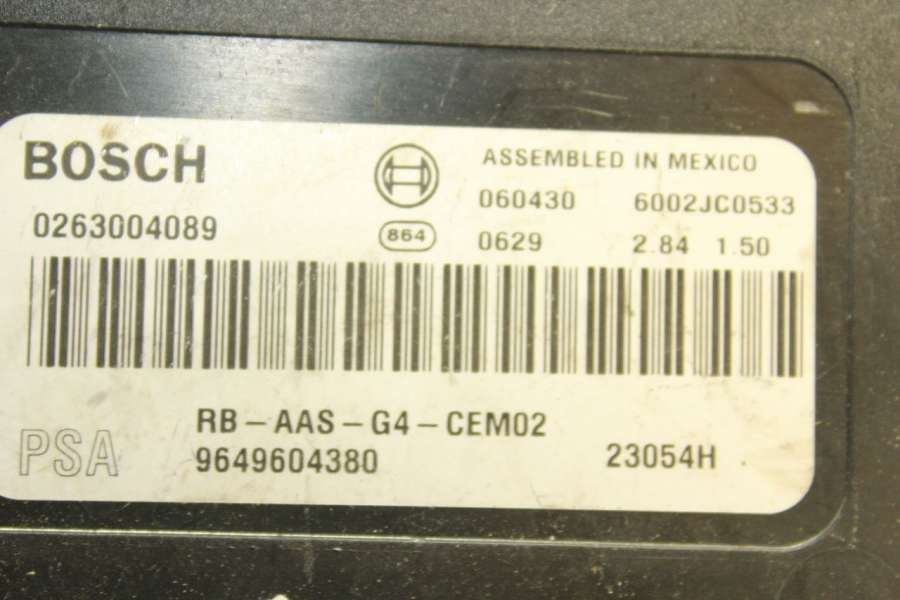 BOSCH
ASSEMBLED IN MEXICO
0263004089
060430 6002JC0533
864 0629 2.84 1.50
RB-AAS-G4-CEM02
PSA 9649604380 23054H